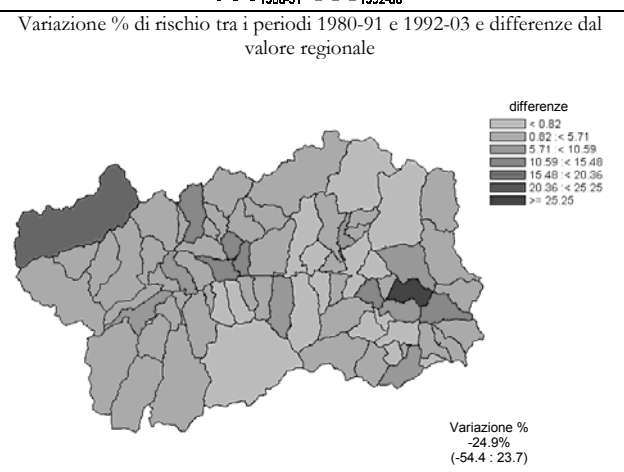 Variazione % di rischio tra i periodi 1980-91 e 1992-03 e differenze dal
valore regionale
differenze
< 0.82
0.82 :< 5.71
5.71 :< 10.59
10.59 :< 15.48
15.48 :< 20.36
20.36 :< 25.25
>= 25.25
Variazione %
-24.9%
(-54.4 : 23.7)